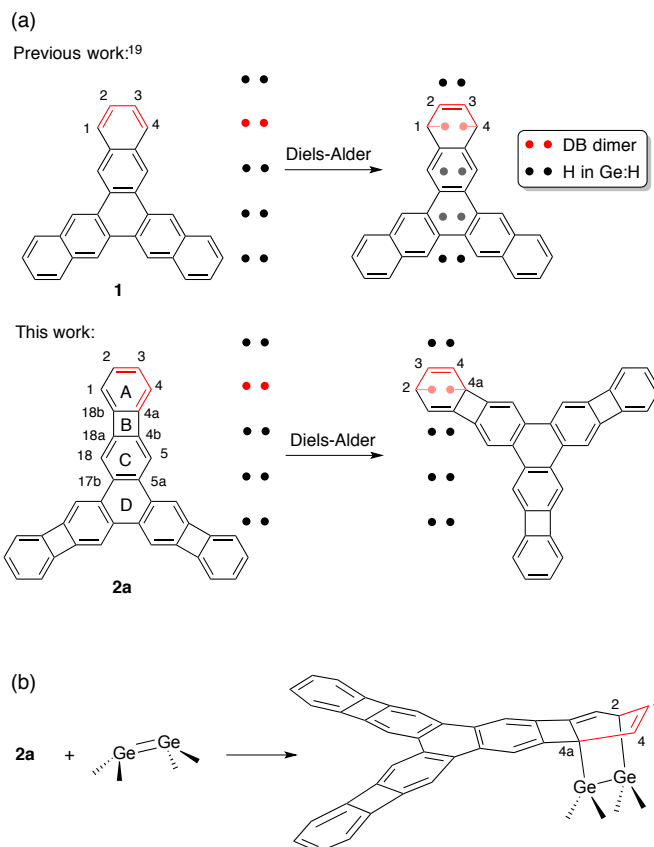 (a)
Previous work:19
2 3
1 4
Diels-Alder
2 3
1 4
DB dimer
H in Ge:H
1
This work:
2 3
1 A 4
18b 4a
B
18a 4b
18 C 5
17b 5a
D
2a
Diels-Alder
3 4
2 4a
(b)
2a + Ge Ge
2
4
4a
Ge Ge